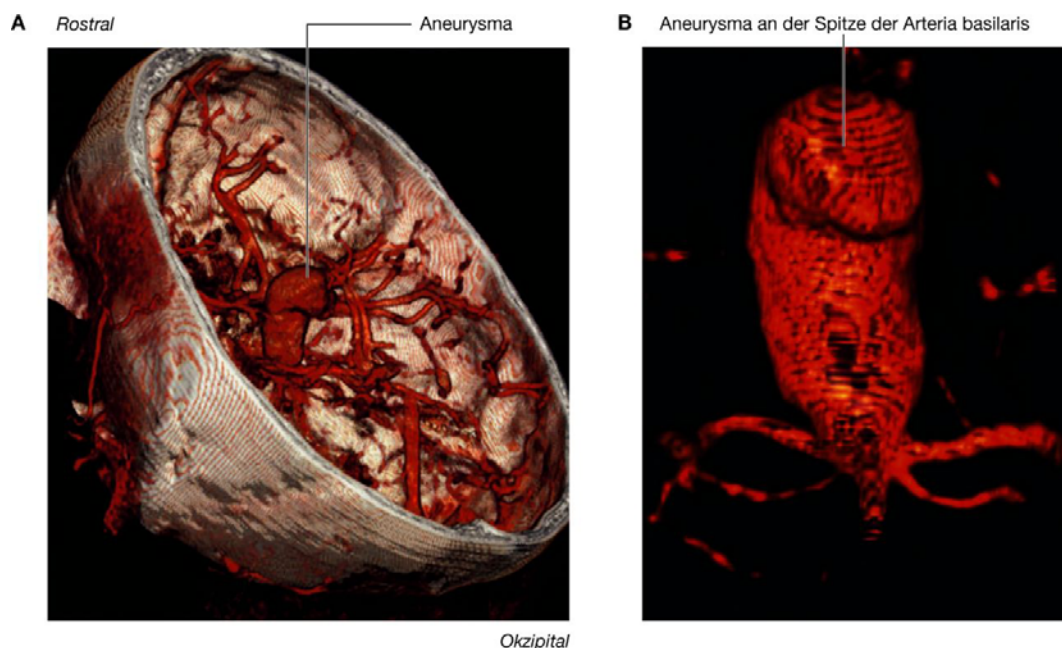 A Rostral Aneurysma
B Aneurysma an der Spitze der Arteria basilaris
Okzipital